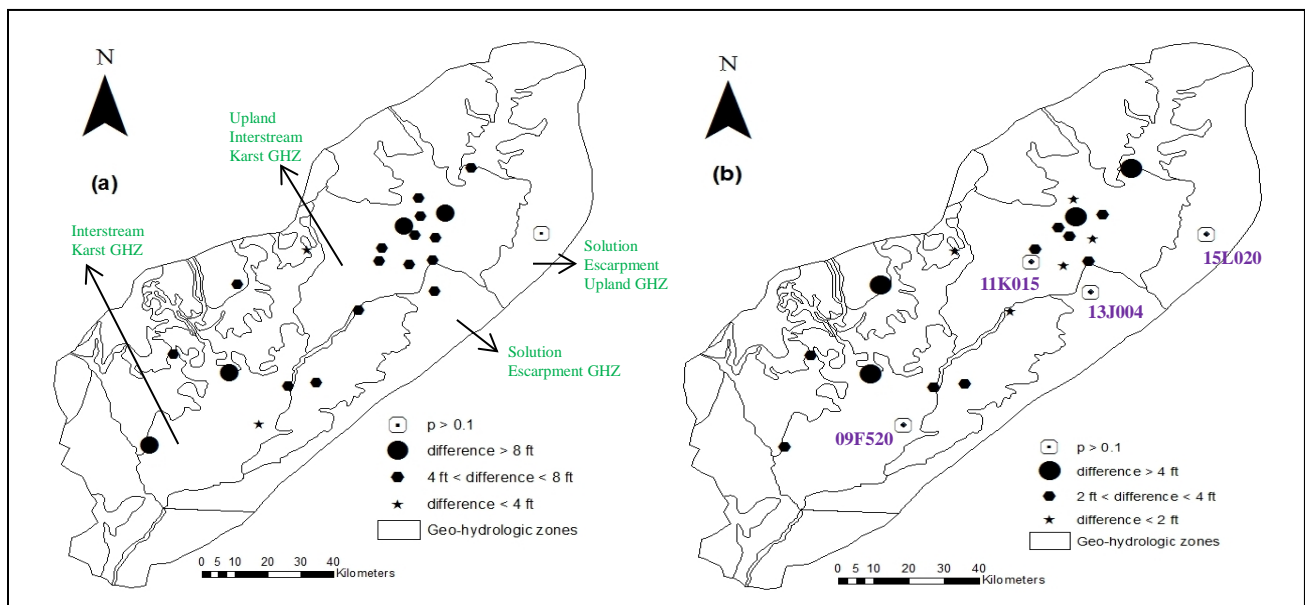 N
(a)
Upland
Interstream
Karst GHZ
Interstream
Karst GHZ
Solution
Escarpment
Upland GHZ
Solution
Escarpment GHZ
p > 0.1
difference > 8 ft
4 ft < difference < 8 ft
difference < 4 ft
Geo-hydrologic zones
0 5 10 20 30 40
Kilometers
N
(b)
15L020
11K015
13J004
09F520
p > 0.1
difference > 4 ft
2 ft < difference < 4 ft
difference < 2 ft
Geo-hydrologic zones
0 5 10 20 30 40
Kilometers